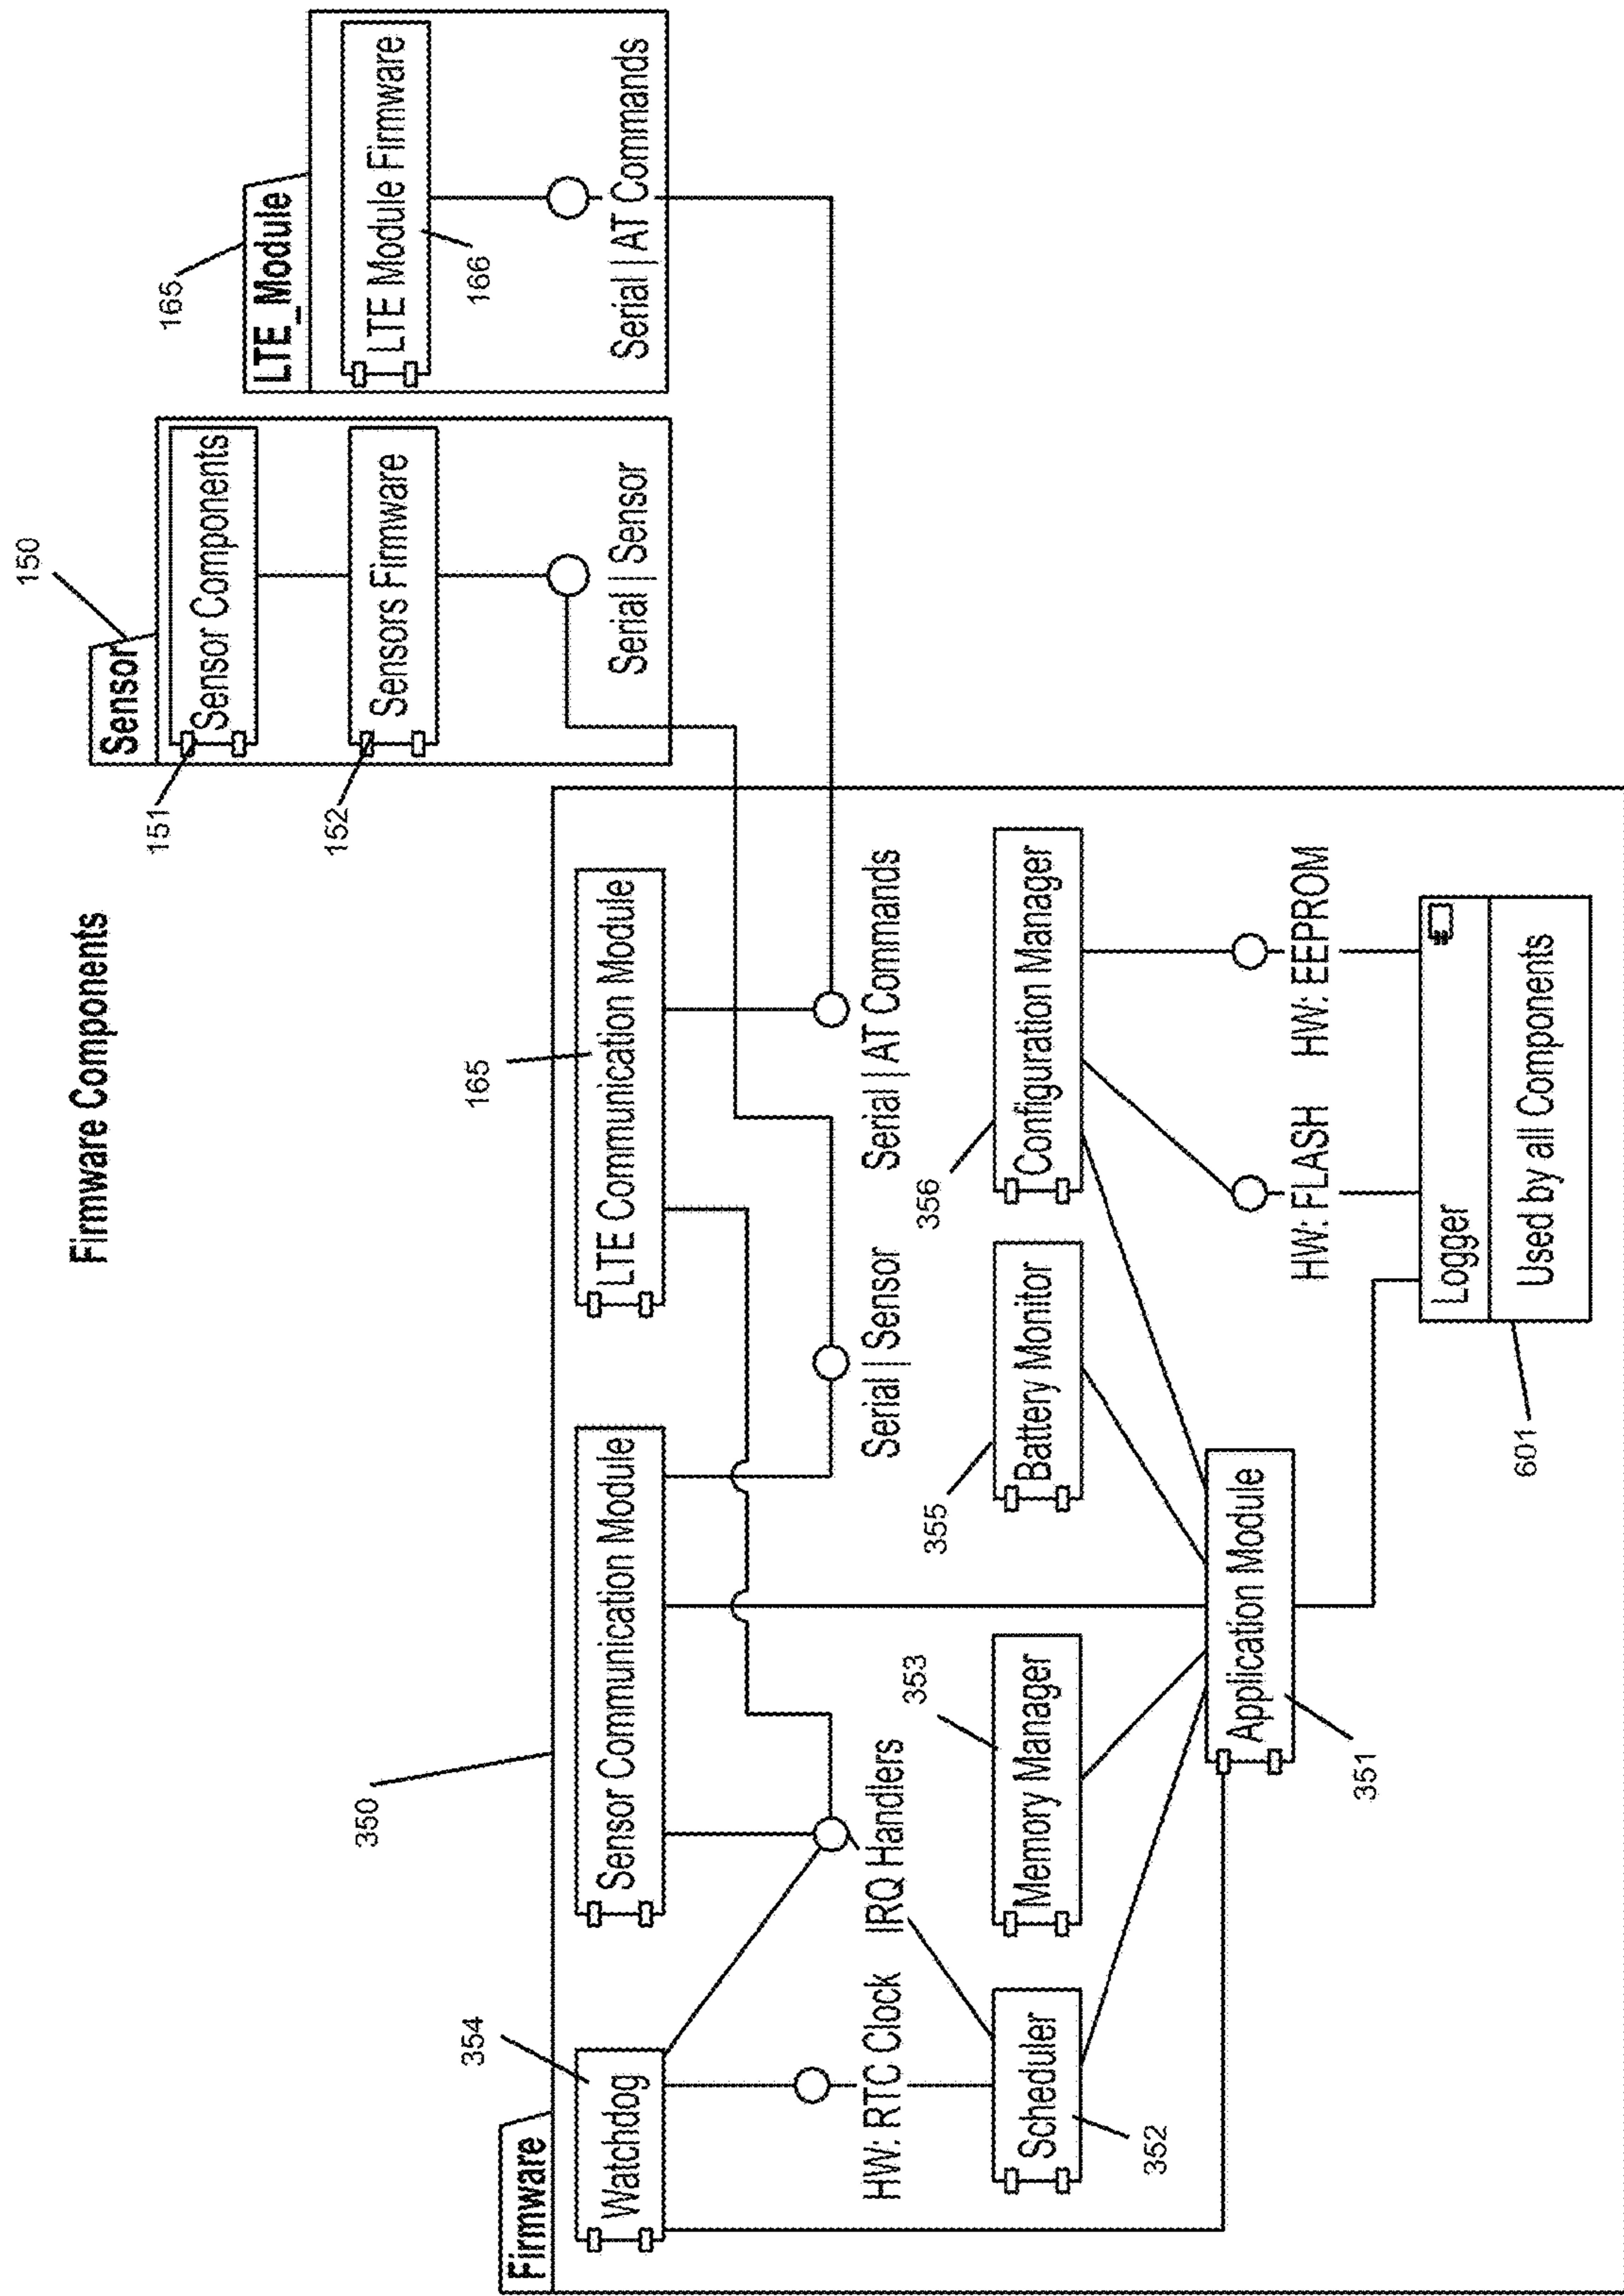 Firmware Components
Firmware
350
Sensor
150
LTE_Module
165
354
Watchdog
Sensor Communication Module
165
LTE Communication Module
151
Sensor Components
152
Sensors Firmware
Serial | Sensor
LTE Module Firmware
166
Serial | AT Commands
HW: RTC Clock
IRQ Handlers
Serial | Sensor
Serial | AT Commands
Scheduler
352
353
Memory Manager
355
Battery Monitor
356
Configuration Manager
Application Module
351
HW: FLASH
HW: EEPROM
Logger
Used by all Components
601